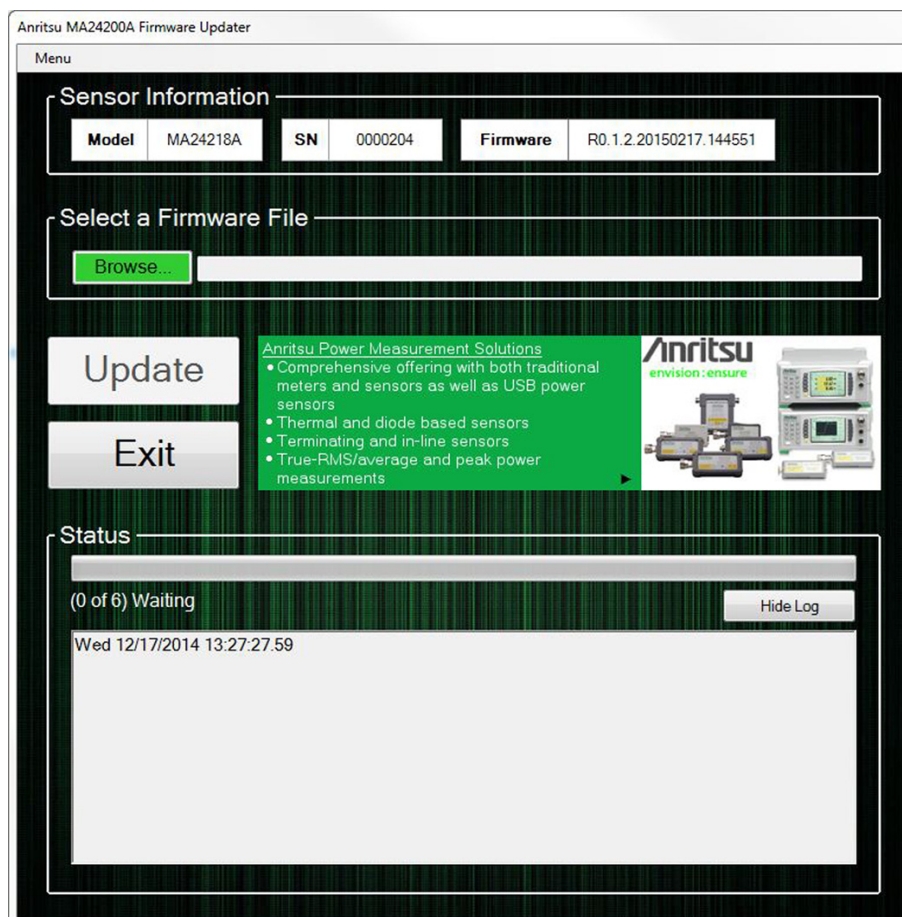 Anritsu MA24200A Firmware Updater
Menu
Sensor Information
Model MA24218A SN 0000204 Firmware R0.1.2.20150217.144551
Select a Firmware File
Browse...
Update
Exit
Anritsu Power Measurement Solutions
• Comprehensive offering with both traditional
meters and sensors as well as USB power
sensors
• Thermal and diode based sensors
• Terminating and in-line sensors
• True-RMS/average and peak power
measurements
Anritsu
envision:ensure
Status
(0 of 6) Waiting
Hide Log
Wed 12/17/2014 13:27:27.59